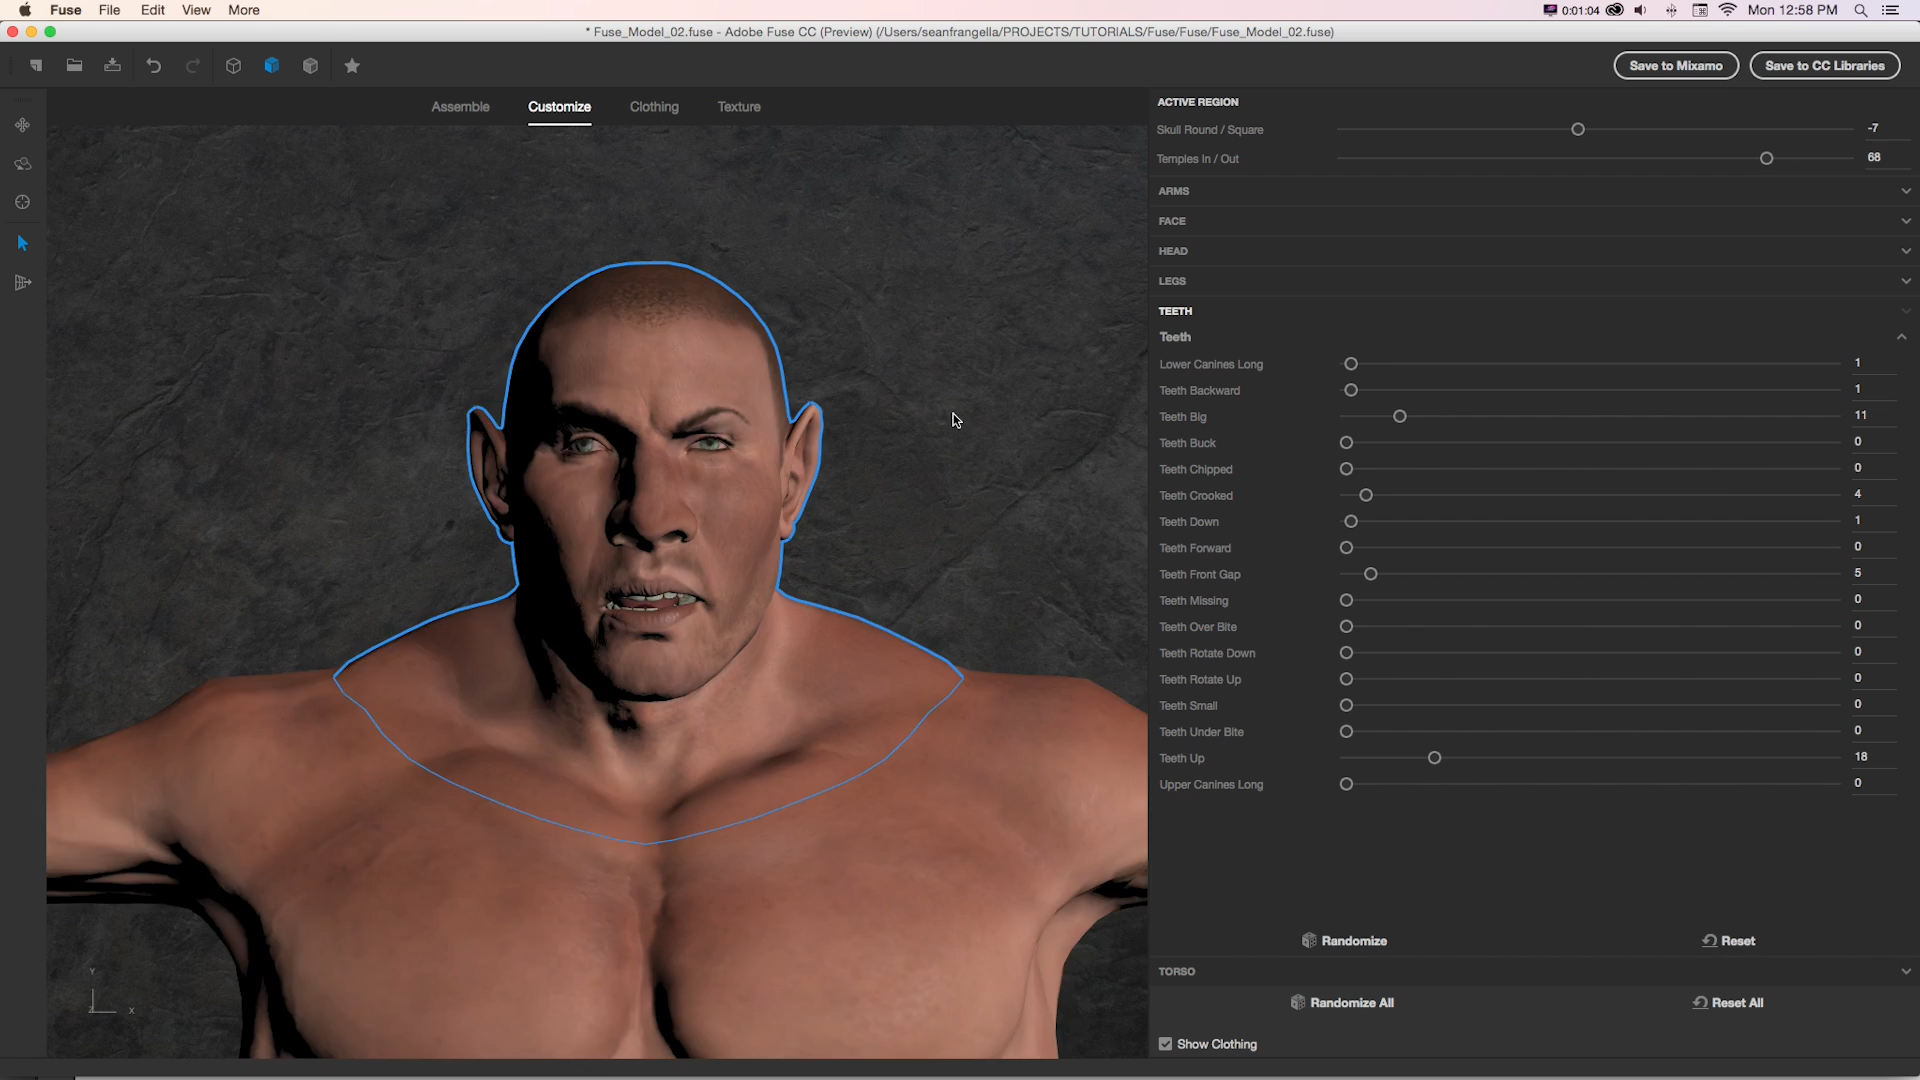 Fuse File Edit View More 0:01:04 Mon 12:58 PM
* Fuse_Model_02.fuse - Adobe Fuse CC (Preview) (/Users/seanfrangella/PROJECTS/TUTORIALS/Fuse/Fuse/Fuse_Model_02.fuse)
Save to Mixamo Save to CC Libraries
Assemble Customize Clothing Texture
ACTIVE REGION
Skull Round / Square -7
Temples In / Out 68
ARMS
FACE
HEAD
LEGS
TEETH
Teeth
Lower Canines Long 1
Teeth Backward 1
Teeth Big 11
Teeth Buck 0
Teeth Chipped 0
Teeth Crooked 4
Teeth Down 1
Teeth Forward 0
Teeth Front Gap 5
Teeth Missing 0
Teeth Over Bite 0
Teeth Rotate Down 0
Teeth Rotate Up 0
Teeth Small 0
Teeth Under Bite 0
Teeth Up 18
Upper Canines Long 0
Randomize Reset
TORSO
Randomize All Reset All
Show Clothing
Y
Z X